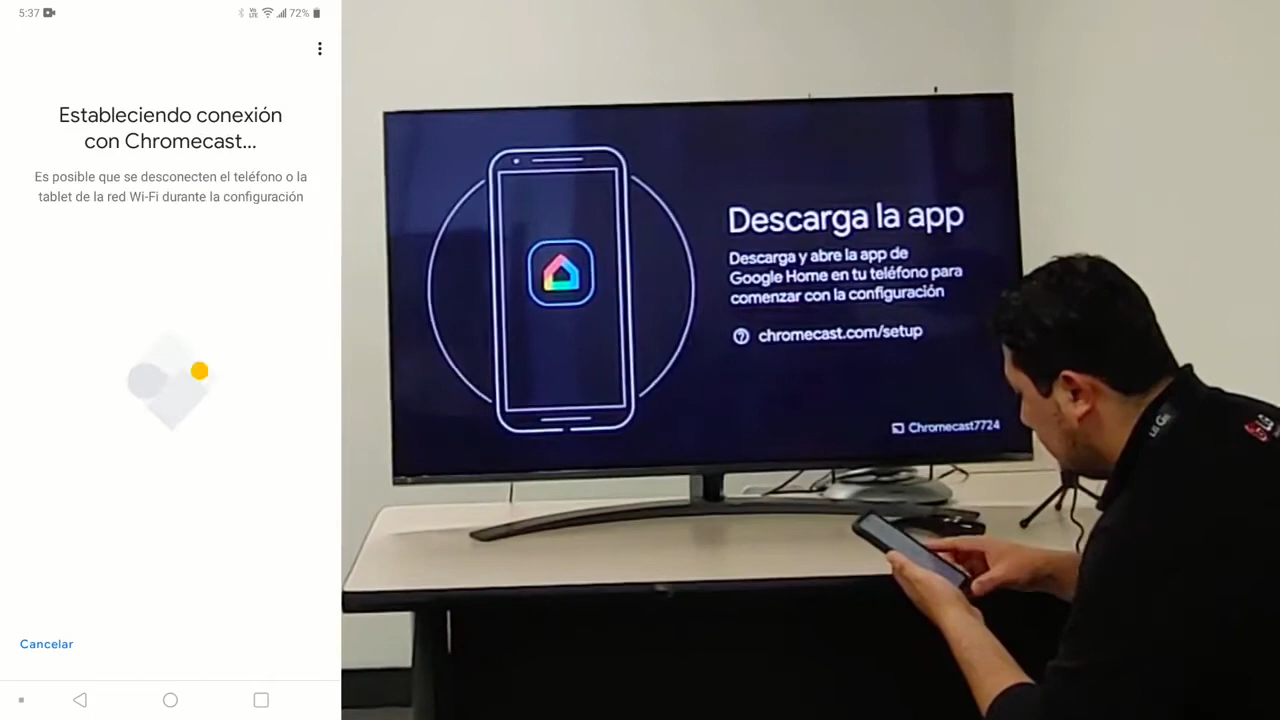 5:37
72%
Estableciendo conexión
con Chromecast...
Es posible que se desconecten el teléfono o la
tablet de la red Wi-Fi durante la configuración
Cancelar
Descarga la app
Descarga y abre la app de
Google Home en tu teléfono para
comenzar con la configuración
chromecast.com/setup
Chromecast7724